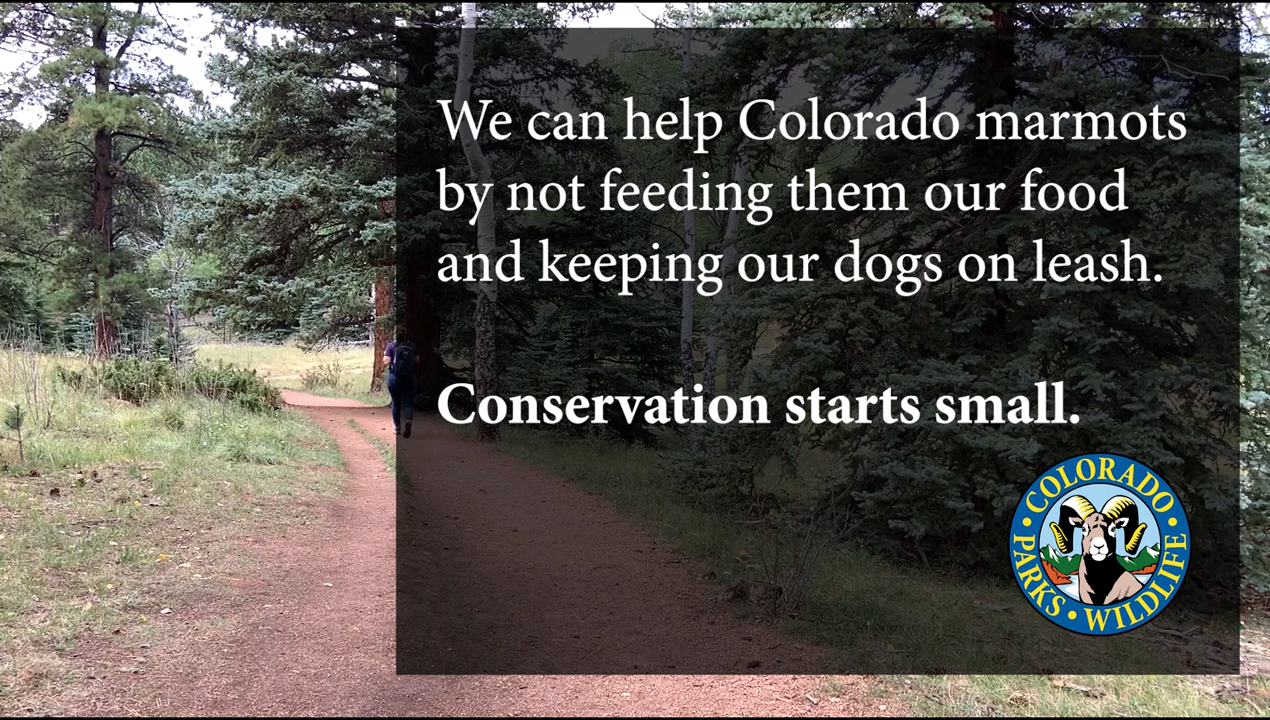 We can help Colorado marmots
by not feeding them our food
and keeping our dogs on leash.
Conservation starts small.
COLORADO
PARKS • WILDLIFE